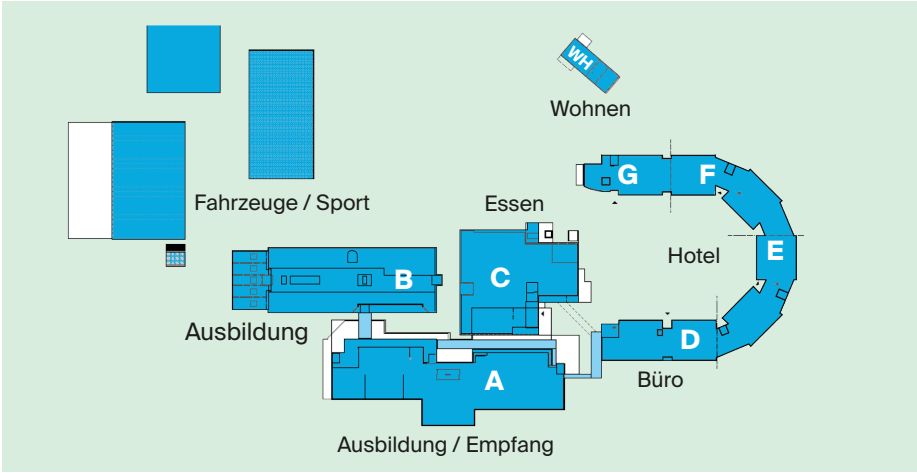 WH
Wohnen
G
F
Fahrzeuge / Sport
Essen
Hotel
E
B
C
Ausbildung
D
A
Büro
Ausbildung / Empfang